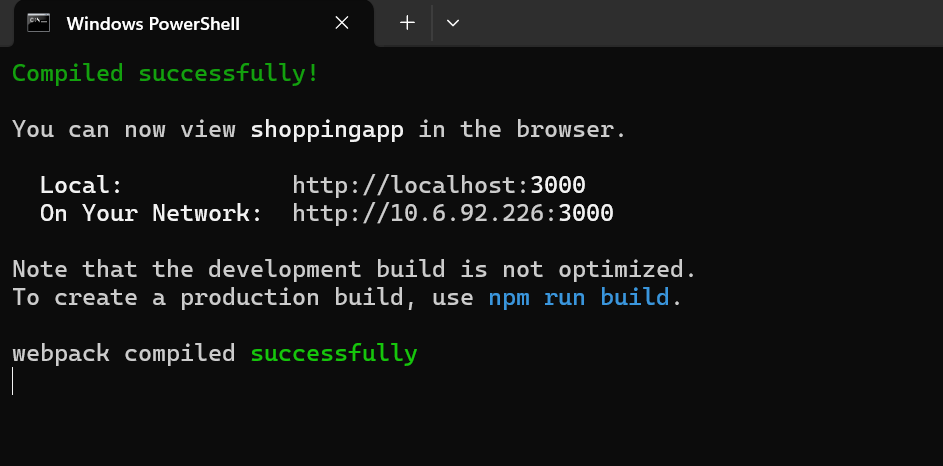 Windows PowerShell
Compiled successfully!
You can now view shoppingapp in the browser.
Local: http://localhost:3000
On Your Network: http://10.6.92.226:3000
Note that the development build is not optimized.
To create a production build, use npm run build.
webpack compiled successfully